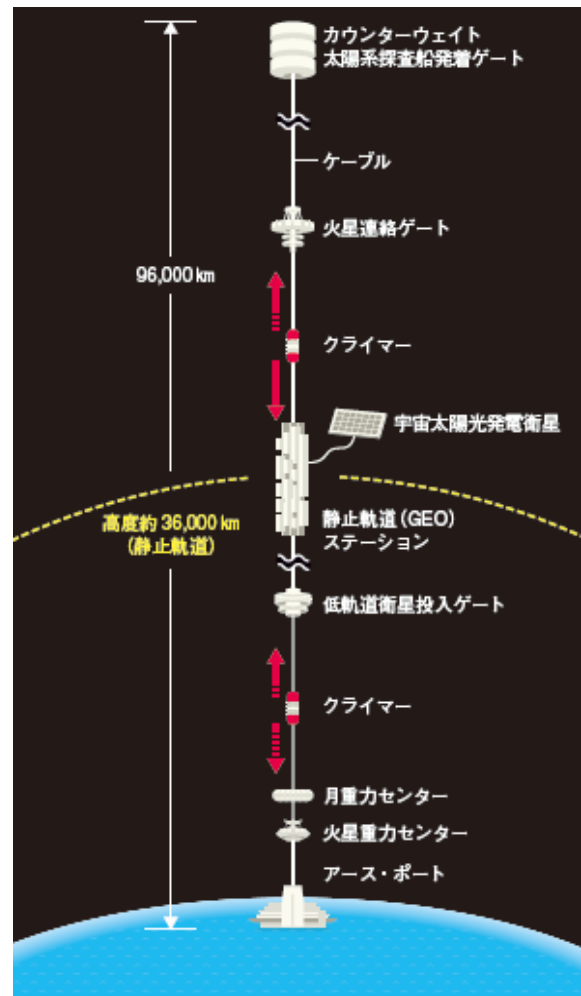 カウンターウェイト
太陽系探査船発着ゲート
ケーブル
火星連絡ゲート
96,000km
クライマー
宇宙太陽光発電衛星
高度約36,000km
(静止軌道)
静止軌道(GEO)
ステーション
低軌道衛星投入ゲート
クライマー
月重力センター
火星重力センター
アース・ポート